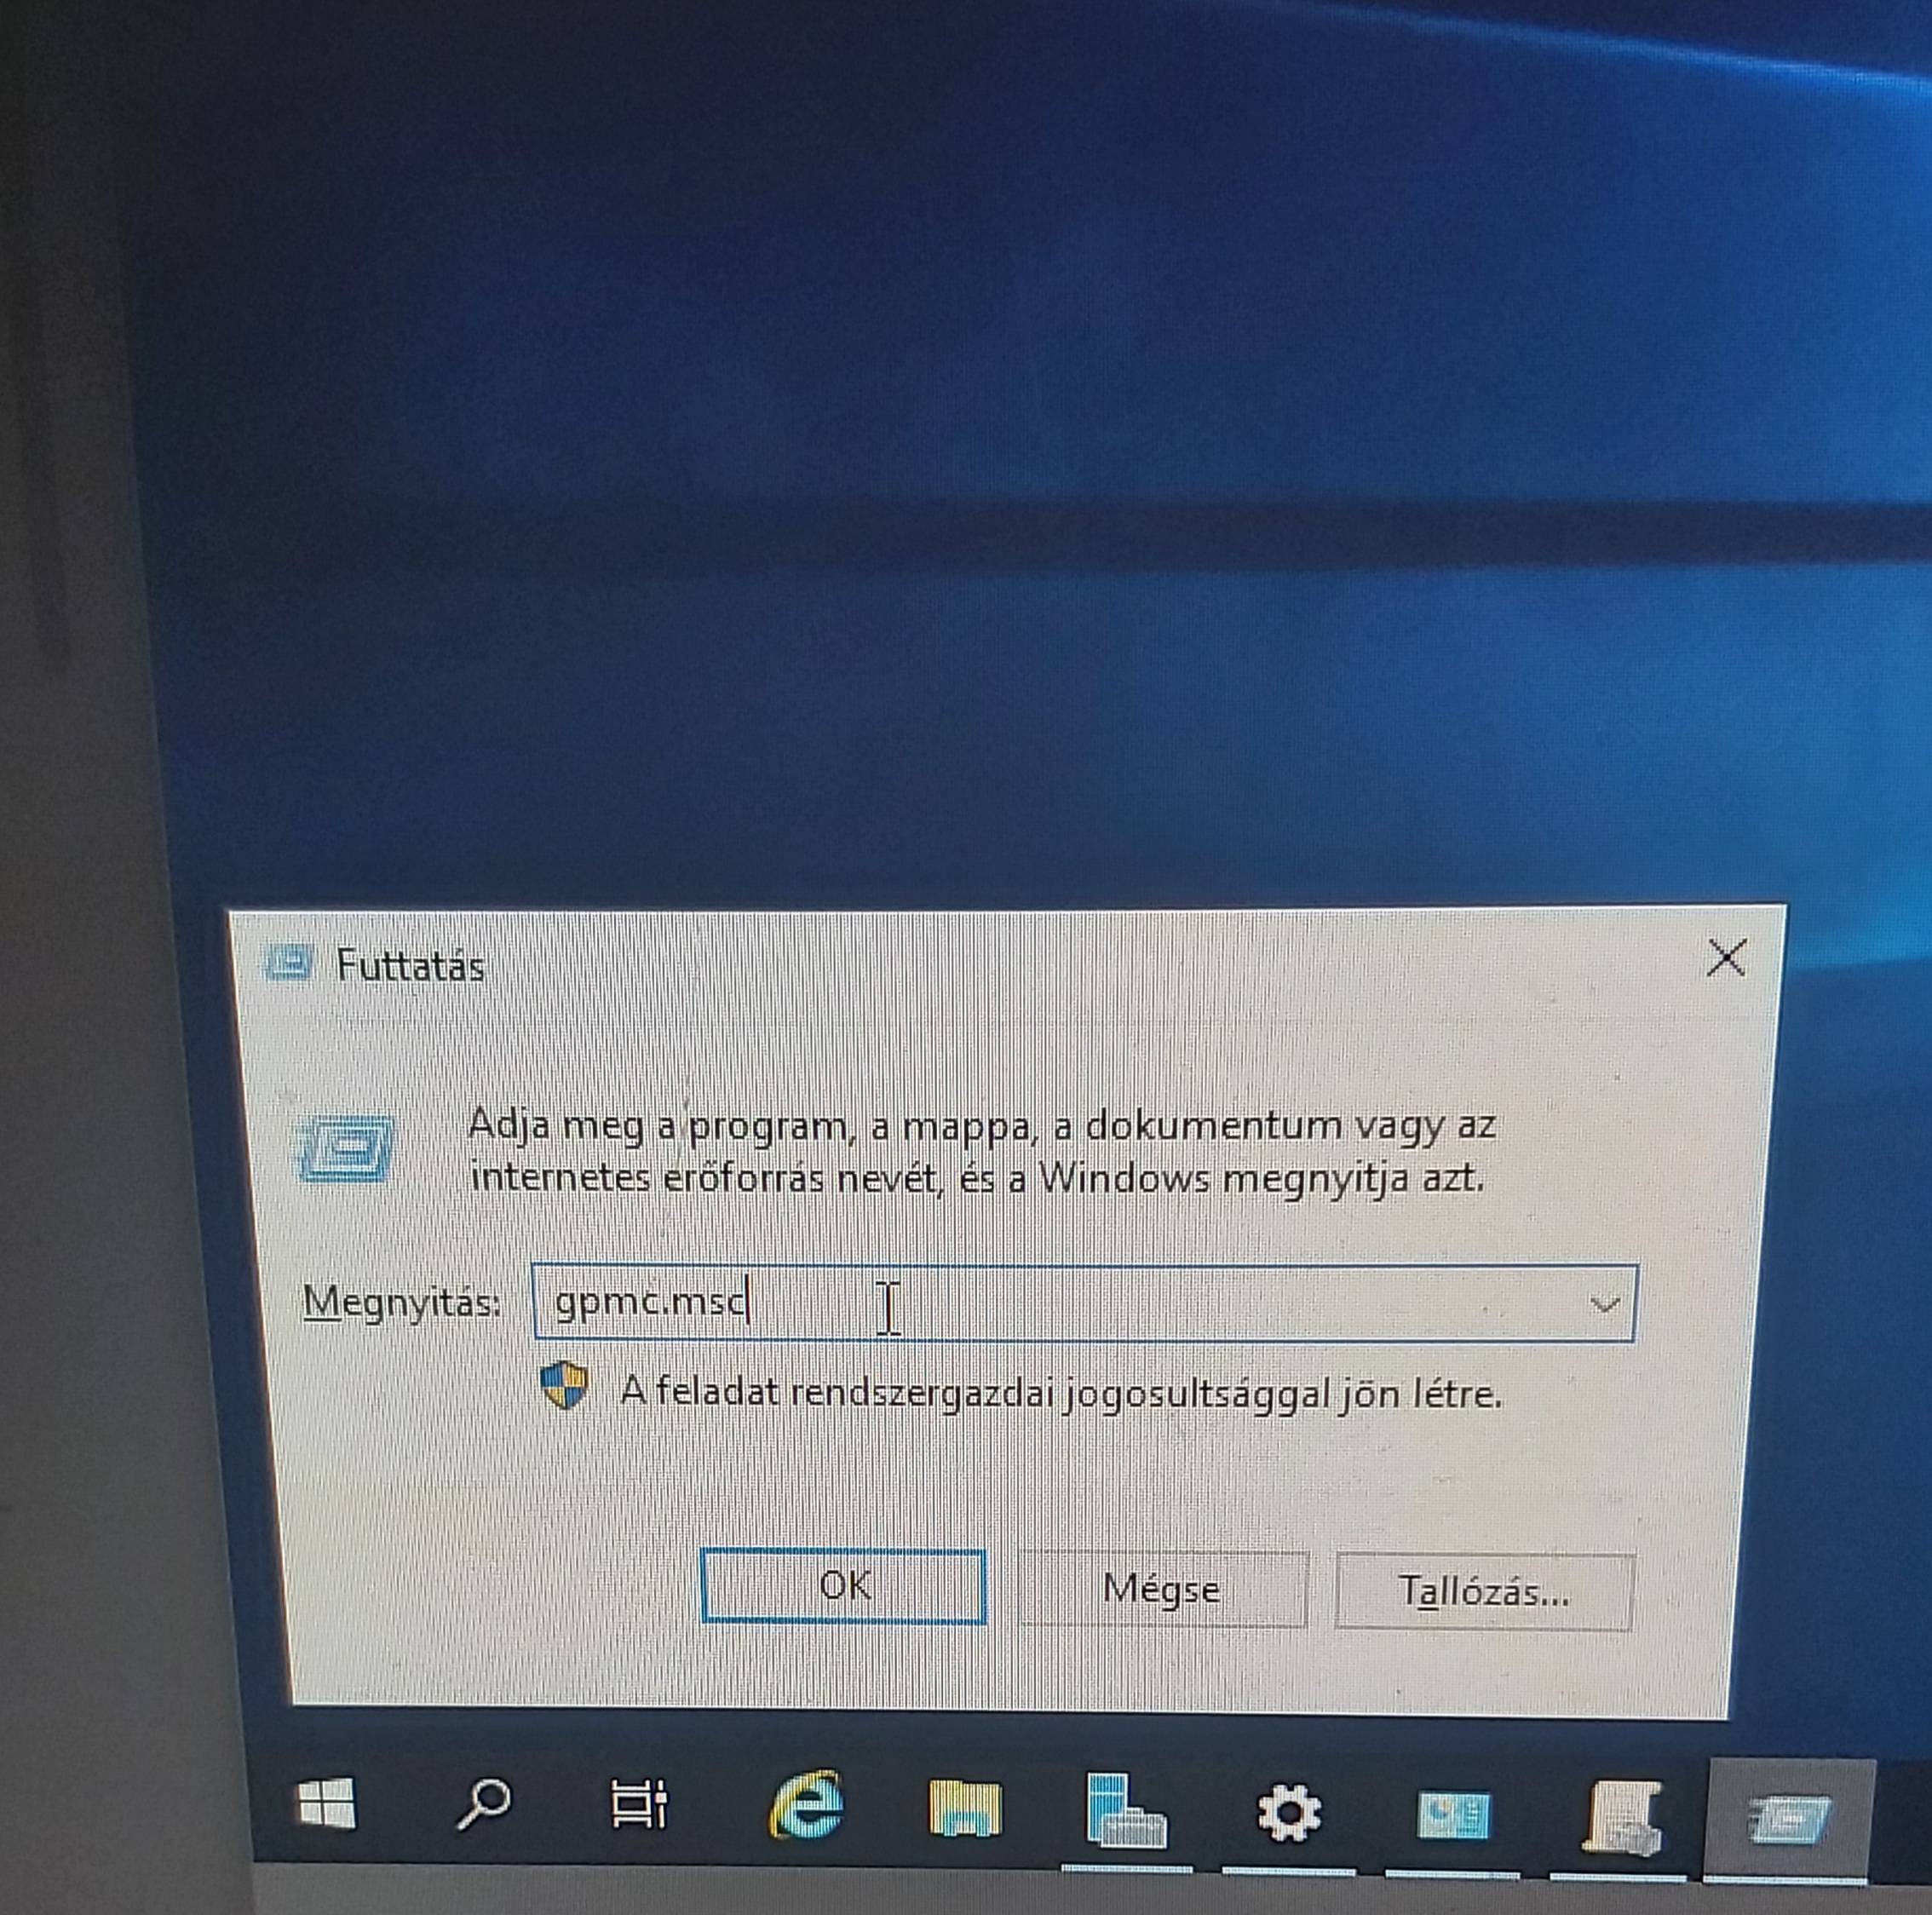 Futtatás
Adja meg a program, a mappa, a dokumentum vagy az
internetes erőforrás nevét, és a Windows megnyitja azt.
Megnyitás: gpmc.msc
A feladat rendszergazdai jogosultsággal jön létre.
OK Mégse Tallózás...